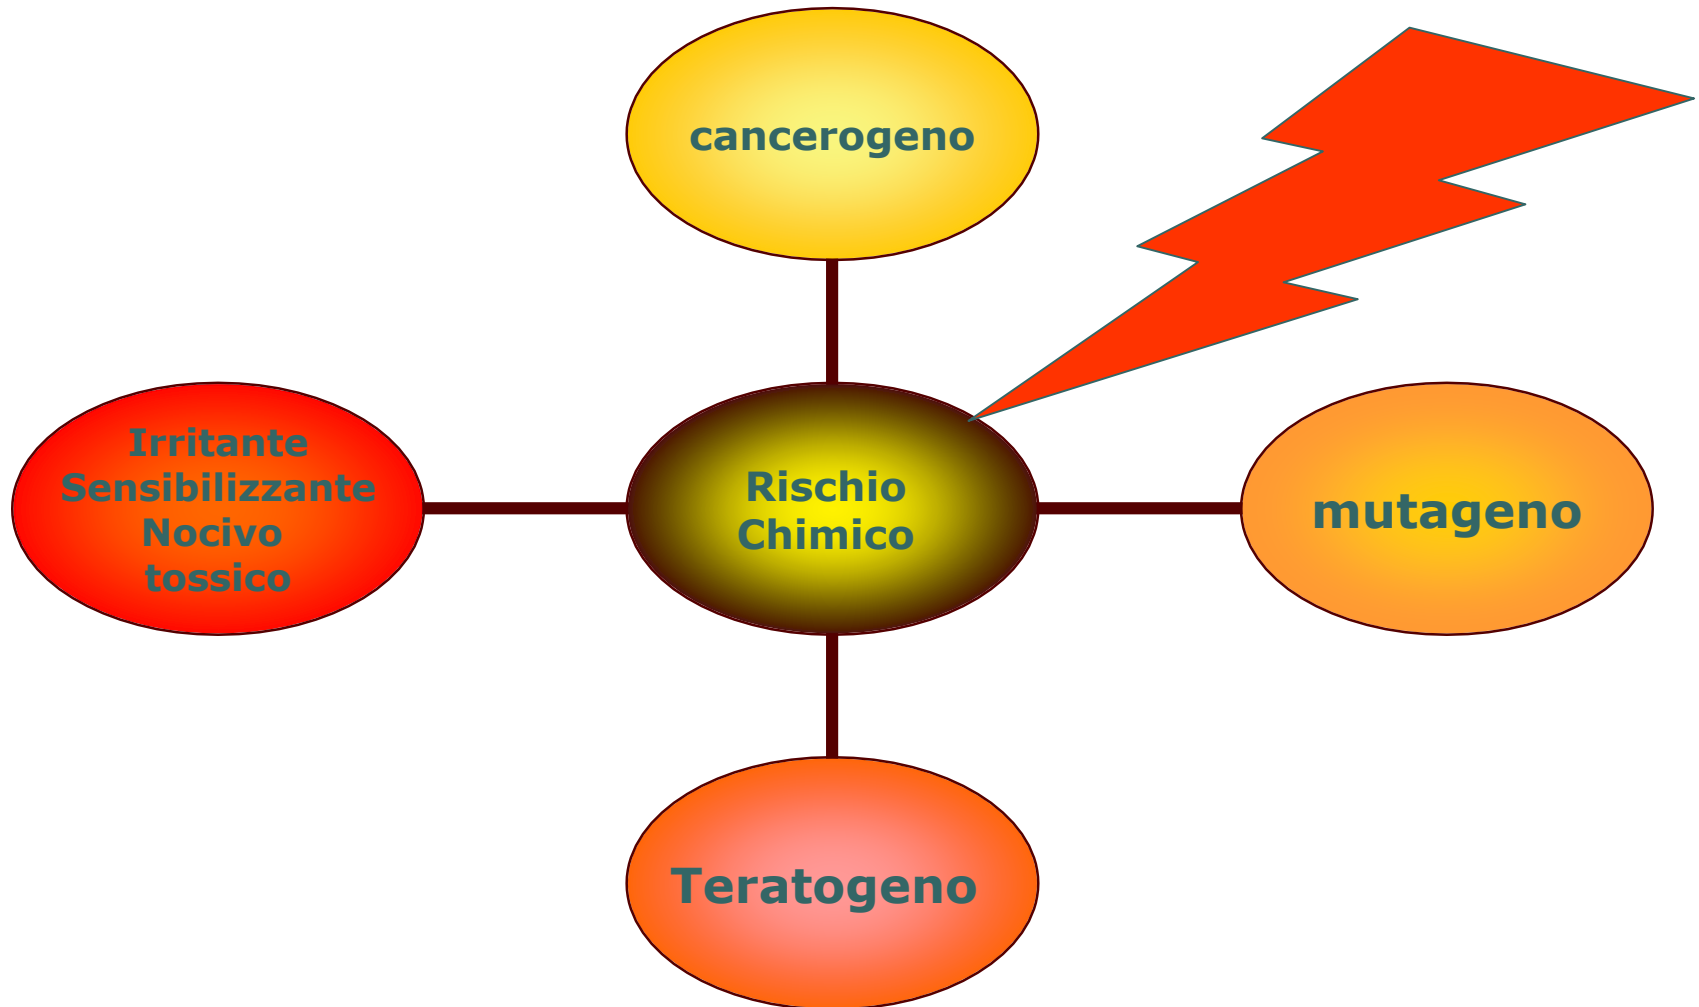 cancerogeno
Irritante
Sensibilizzante
Nocivo
tossico
Rischio
Chimico
mutageno
Teratogeno